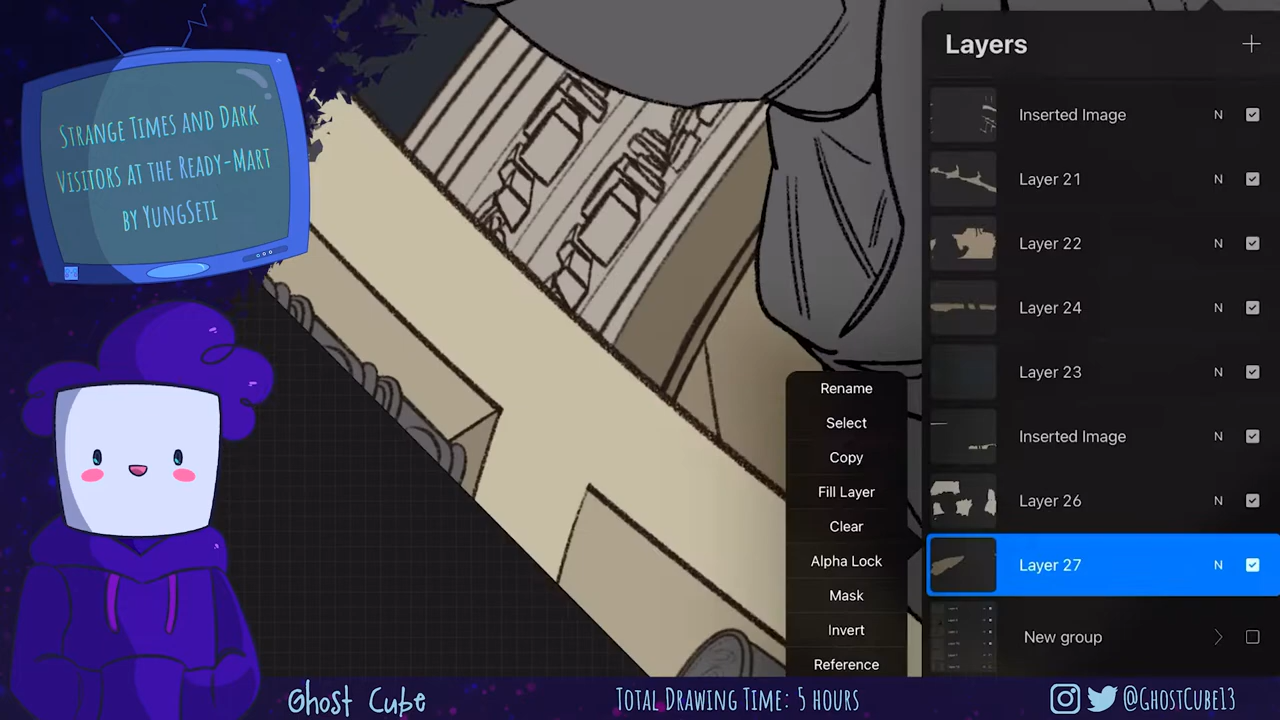 Strange Times and Dark
Visitors at the Ready-Mart
by YungSeti
Layers
Inserted Image N
Layer 21 N
Layer 22 N
Layer 24 N
Layer 23 N
Inserted Image N
Layer 26 N
Layer 27 N
New group
Rename
Select
Copy
Fill Layer
Clear
Alpha Lock
Mask
Invert
Reference
Ghost Cube
Total Drawing Time: 5 hours
@GhostCube13